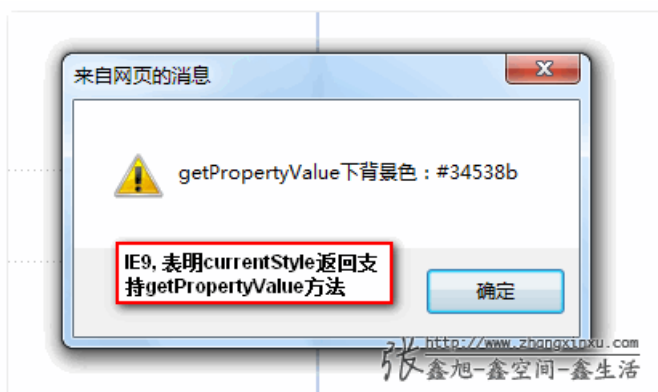 来自网页的消息
getPropertyValue下背景色：#34538b
IE9, 表明currentStyle返回支
持getPropertyValue方法
确定
http://www.zhangxinxu.com
张鑫旭-鑫空间-鑫生活